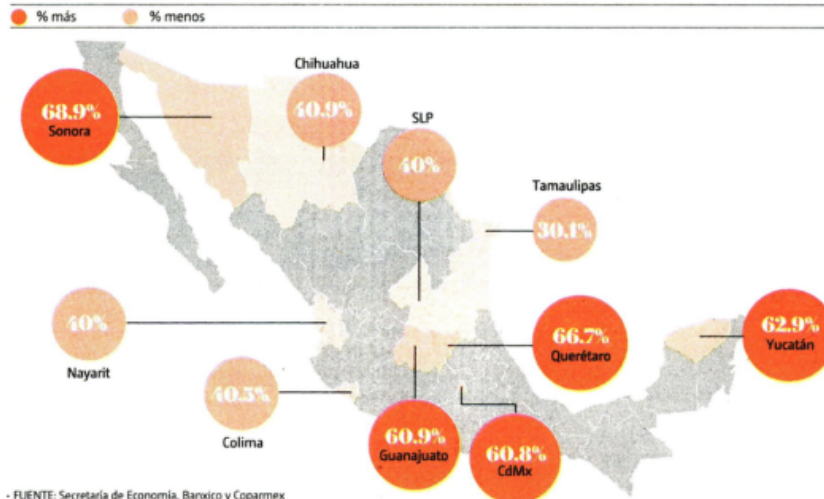 % más % menos
Chihuahua
40.9%
68.9%
Sonora
SLP
40%
Tamaulipas
30.1%
40%
Nayarit
66.7%
Querétaro
62.9%
Yucatán
40.5%
Colima
60.9%
Guanajuato
60.8%
CdMx
• FUENTE: Secretaría de Economía, Banxico y Coparmex